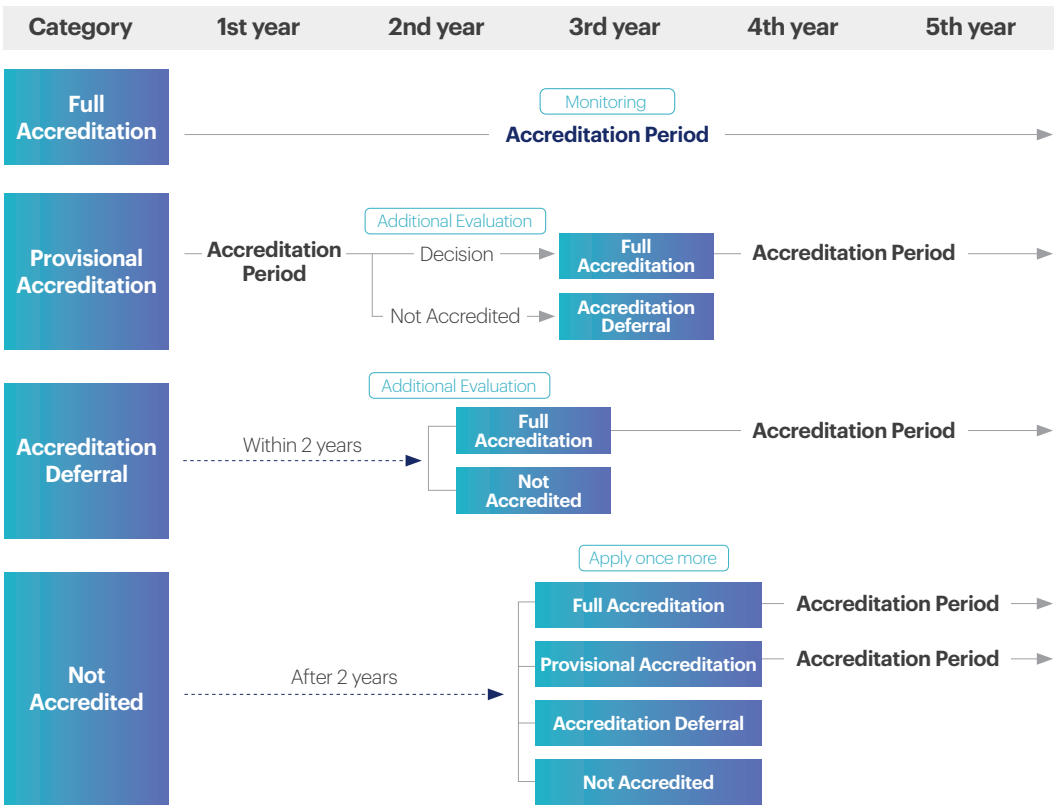 Category 1st year 2nd year 3rd year 4th year 5th year
Full
Accreditation
Monitoring
Accreditation Period
Provisional
Accreditation
Accreditation
Period
Additional Evaluation
Decision
Full
Accreditation
Accreditation Period
Not Accredited
Accreditation
Deferral
Accreditation
Deferral
Within 2 years
Additional Evaluation
Full
Accreditation
Accreditation Period
Not
Accredited
Not
Accredited
After 2 years
Apply once more
Full Accreditation
Accreditation Period
Provisional Accreditation
Accreditation Period
Accreditation Deferral
Not Accredited